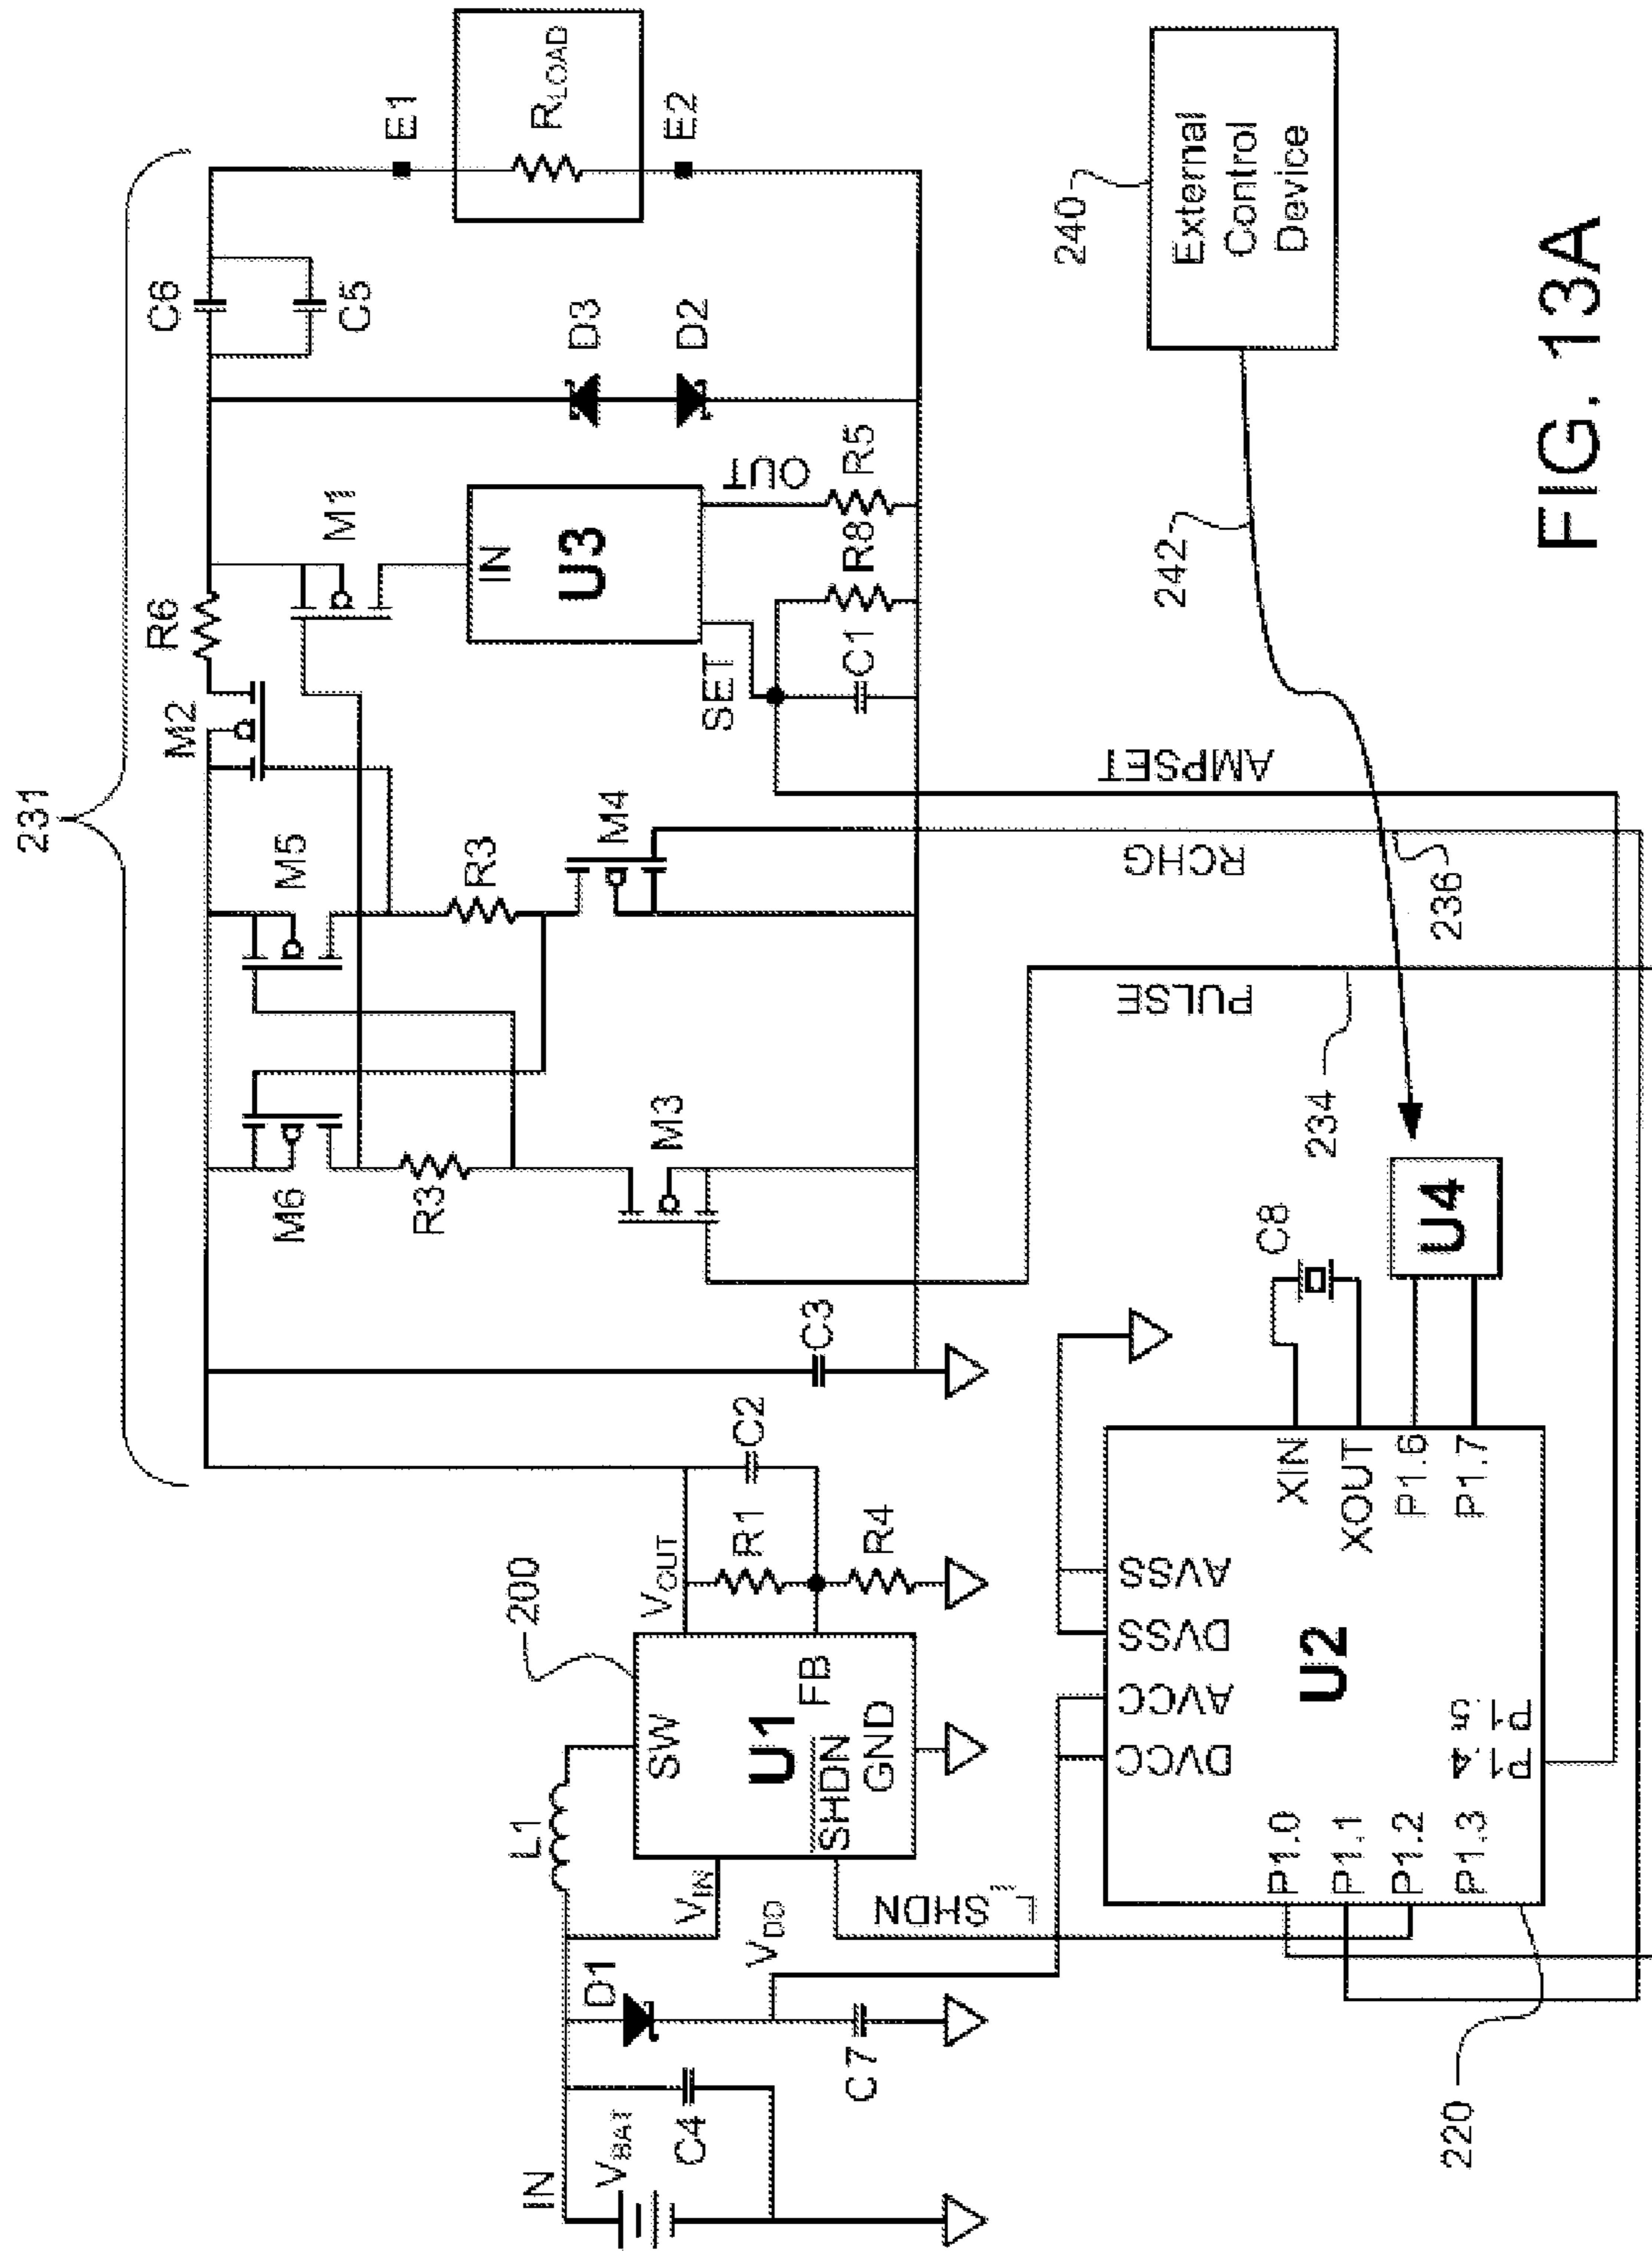 231
C6
C5
E1
RLOAD
E2
R6
M2
M5
M1
D3
D2
M6
R3
R3
M4
M3
IN
U3
OUT
SET
R8
R5
C1
C3
C2
200
VOUT
R1
R4
L1
SW
U1
FB
SHDN
GND
VIN
IN
VBAT
D1
VDD
C4
C7
L SHDN
PULSE
RCHG
AMPSET
234
236
242
240
External
Control
Device
DVCC
AVCC
DVSS
AVSS
U2
XIN
XOUT
P1.6
P1.7
C8
U4
P1.0
P1.1
P1.2
P1.3
P1.4
P1.5
220
FIG. 13A